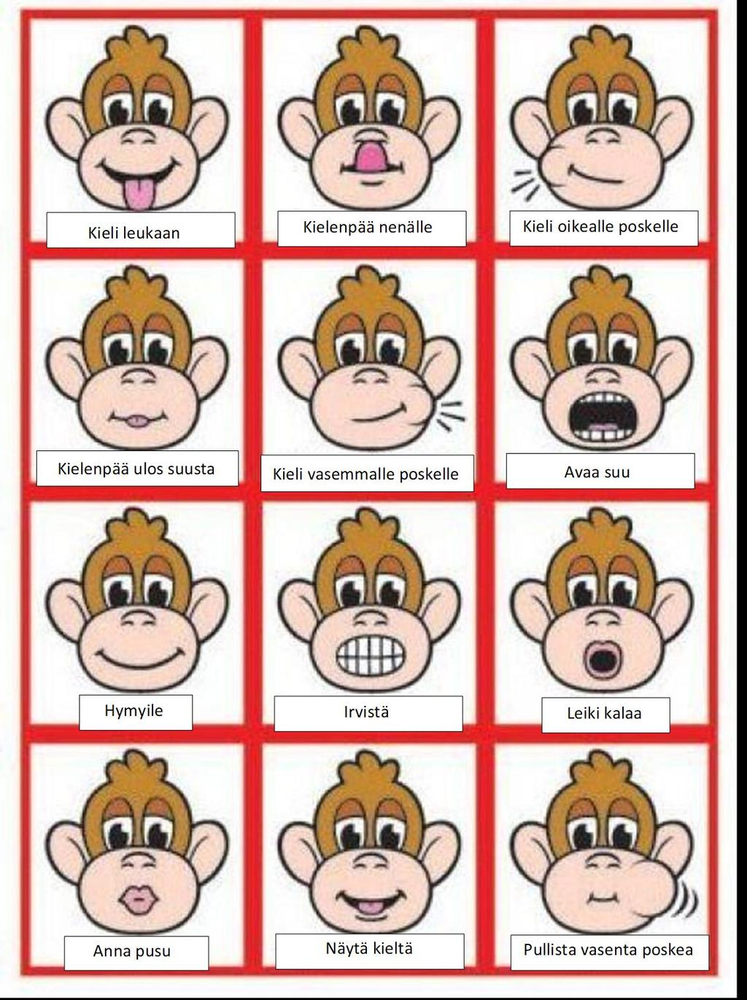 Kieli leukaan
Kielenpää nenälle
Kieli oikealle poskelle
Kielenpää ulos suusta
Kieli vasemmalle poskelle
Avaa suu
Hymyile
Irvistä
Leiki kalaa
Anna pusu
Näytä kieltä
Pullista vasenta poskea